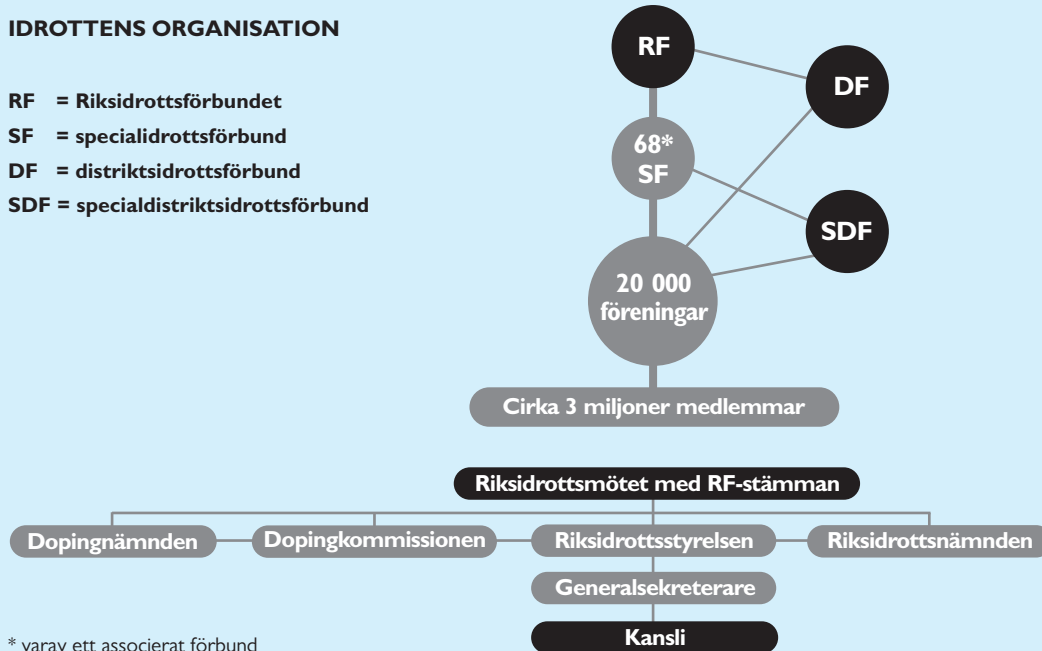 IDROTTENS ORGANISATION
RF = Riksidrottsförbundet
SF = specialidrottsförbund
DF = distriktsidrottsförbund
SDF = specialdistriktsidrottsförbund
RF
DF
68*
SF
SDF
20 000
föreningar
Cirka 3 miljoner medlemmar
Riksidrottsmötet med RF-stämman
Dopingnämnden
Dopingkommissionen
Riksidrottsstyrelsen
Riksidrottsnämnden
Generalsekreterare
Kansli
* varav ett associerat förbund